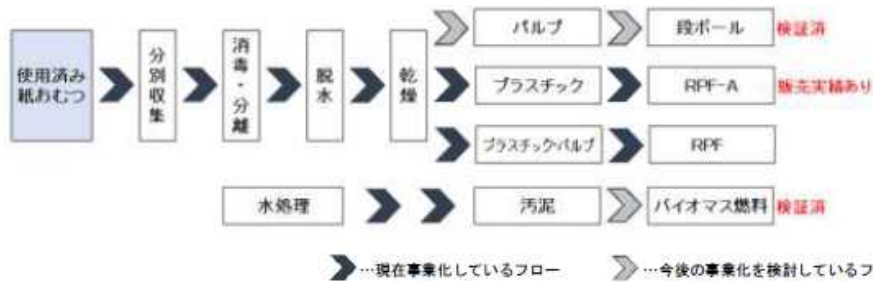 使用済み
紙おむつ
分別収集
消毒・分離
脱水
乾燥
パルプ
段ボール
検証済
プラスチック
RPF-A
販売実績あり
プラスチック・パルプ
RPF
水処理
汚泥
バイオマス燃料
検証済
…現在事業化しているフロー
…今後の事業化を検討しているフ